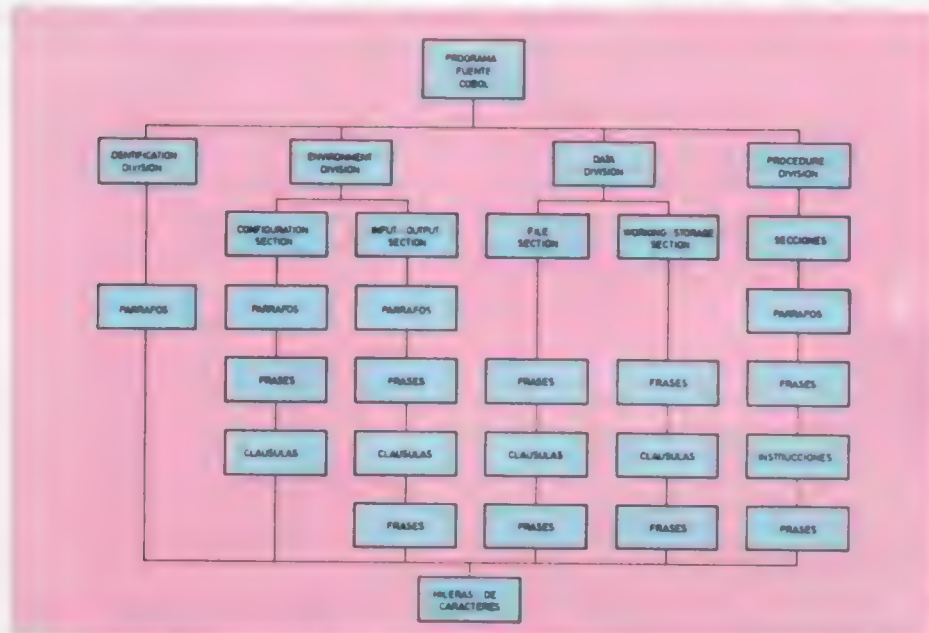 PROGRAMA
FUENTE
COBOL
IDENTIFICATION
DIVISION
ENVIRONMENT
DIVISION
DATA
DIVISION
PROCEDURE
DIVISION
CONFIGURATION
SECTION
INPUT - OUTPUT
SECTION
FILE
SECTION
WORKING STORAGE
SECTION
SECCIONES
PARRAFOS
PARRAFOS
PARRAFOS
PARRAFOS
FRASES
FRASES
FRASES
FRASES
FRASES
CLAUSULAS
CLAUSULAS
CLAUSULAS
CLAUSULAS
INSTRUCCIONES
FRASES
FRASES
FRASES
FRASES
HILERAS DE
CARACTERES